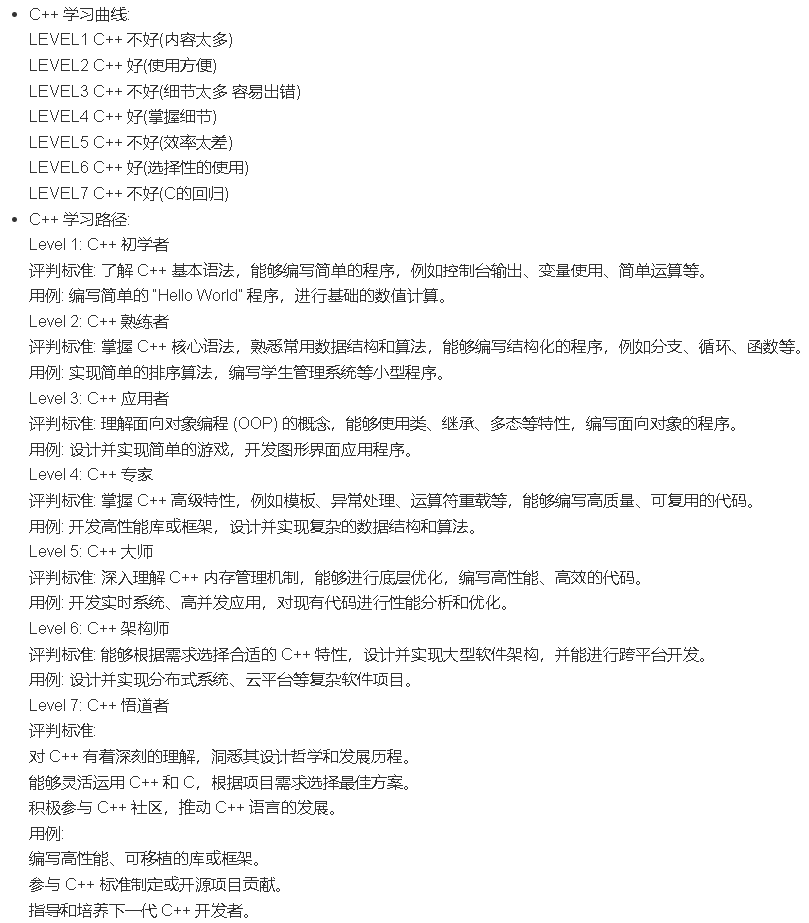 C++ 学习曲线:
LEVEL1 C++ 不好(内容太多)
LEVEL2 C++ 好(使用方便)
LEVEL3 C++ 不好(细节太多 容易出错)
LEVEL4 C++ 好(掌握细节)
LEVEL5 C++ 不好(效率太差)
LEVEL6 C++ 好(选择性的使用)
LEVEL7 C++ 不好(C的回归)
C++ 学习路径:
Level 1: C++ 初学者
评判标准: 了解 C++ 基本语法，能够编写简单的程序，例如控制台输出、变量使用、简单运算等。
用例: 编写简单的 "Hello World" 程序，进行基础的数值计算。
Level 2: C++ 熟练者
评判标准: 掌握 C++ 核心语法，熟悉常用数据结构和算法，能够编写结构化的程序，例如分支、循环、函数等。
用例: 实现简单的排序算法，编写学生管理系统等小型程序。
Level 3: C++ 应用者
评判标准: 理解面向对象编程 (OOP) 的概念，能够使用类、继承、多态等特性，编写面向对象的程序。
用例: 设计并实现简单的游戏，开发图形界面应用程序。
Level 4: C++ 专家
评判标准: 掌握 C++ 高级特性，例如模板、异常处理、运算符重载等，能够编写高质量、可复用的代码。
用例: 开发高性能库或框架，设计并实现复杂的数据结构和算法。
Level 5: C++ 大师
评判标准: 深入理解 C++ 内存管理机制，能够进行底层优化，编写高性能、高效的代码。
用例: 开发实时系统、高并发应用，对现有代码进行性能分析和优化。
Level 6: C++ 架构师
评判标准: 能够根据需求选择合适的 C++ 特性，设计并实现大型软件架构，并能进行跨平台开发。
用例: 设计并实现分布式系统、云平台等复杂软件项目。
Level 7: C++ 悟道者
评判标准:
对 C++ 有着深刻的理解，洞悉其设计哲学和发展历程。
能够灵活运用 C++ 和 C，根据项目需求选择最佳方案。
积极参与 C++ 社区，推动 C++ 语言的发展。
用例:
编写高性能、可移植的库或框架。
参与 C++ 标准制定或开源项目贡献。
指导和培养下一代 C++ 开发者。